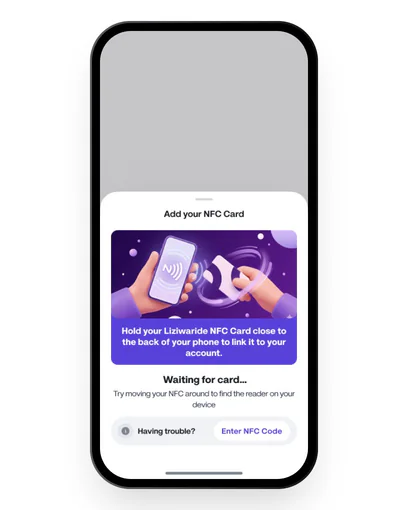 Add your NFC Card
N
Hold your Liziwaride NFC Card close to
the back of your phone to link it to your
account.
Waiting for card...
Try moving your NFC around to find the reader on your
device
Having trouble?
Enter NFC Code